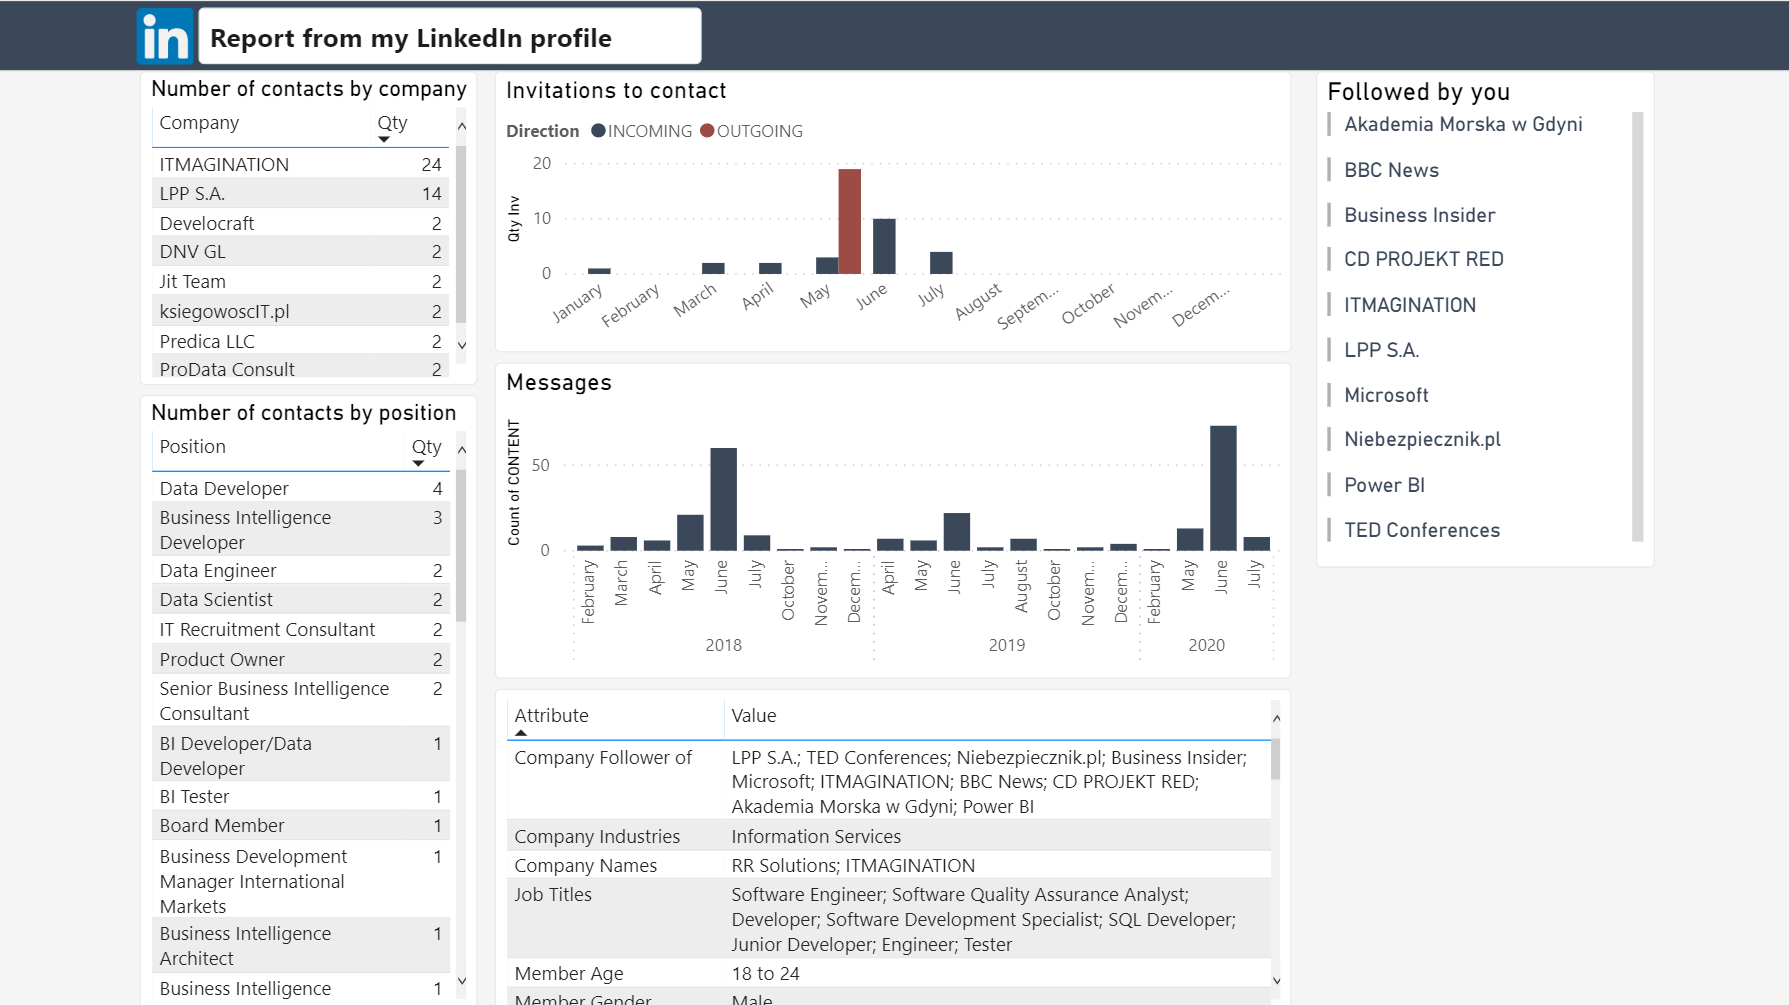 in
Report from my LinkedIn profile
Number of contacts by company
Company Qty
ITMAGINATION 24
LPP S.A. 14
Develocraft 2
DNV GL 2
Jit Team 2
ksiegowoscIT.pl 2
Predica LLC 2
ProData Consult 2
Number of contacts by position
Position Qty
Data Developer 4
Business Intelligence 3
Developer
Data Engineer 2
Data Scientist 2
IT Recruitment Consultant 2
Product Owner 2
Senior Business Intelligence 2
Consultant
BI Developer/Data 1
Developer
BI Tester 1
Board Member 1
Business Development 1
Manager International
Markets
Business Intelligence 1
Architect
Business Intelligence 1
Invitations to contact
Direction INCOMING OUTGOING
Qty Inv
20
10
0
January February March April May June July August Septem... October Novem... Decem...
Messages
Count of CONTENT
50
0
February March April May June July October Novem... Decem... April May June July August October Novem... Decem... February May June July
2018 2019 2020
Attribute Value
Company Follower of LPP S.A.; TED Conferences; Niebezpiecznik.pl; Business Insider;
Microsoft; ITMAGINATION; BBC News; CD PROJEKT RED;
Akademia Morska w Gdyni; Power BI
Company Industries Information Services
Company Names RR Solutions; ITMAGINATION
Job Titles Software Engineer; Software Quality Assurance Analyst;
Developer; Software Development Specialist; SQL Developer;
Junior Developer; Engineer; Tester
Member Age 18 to 24
Member Gender Male
Followed by you
Akademia Morska w Gdyni
BBC News
Business Insider
CD PROJEKT RED
ITMAGINATION
LPP S.A.
Microsoft
Niebezpiecznik.pl
Power BI
TED Conferences